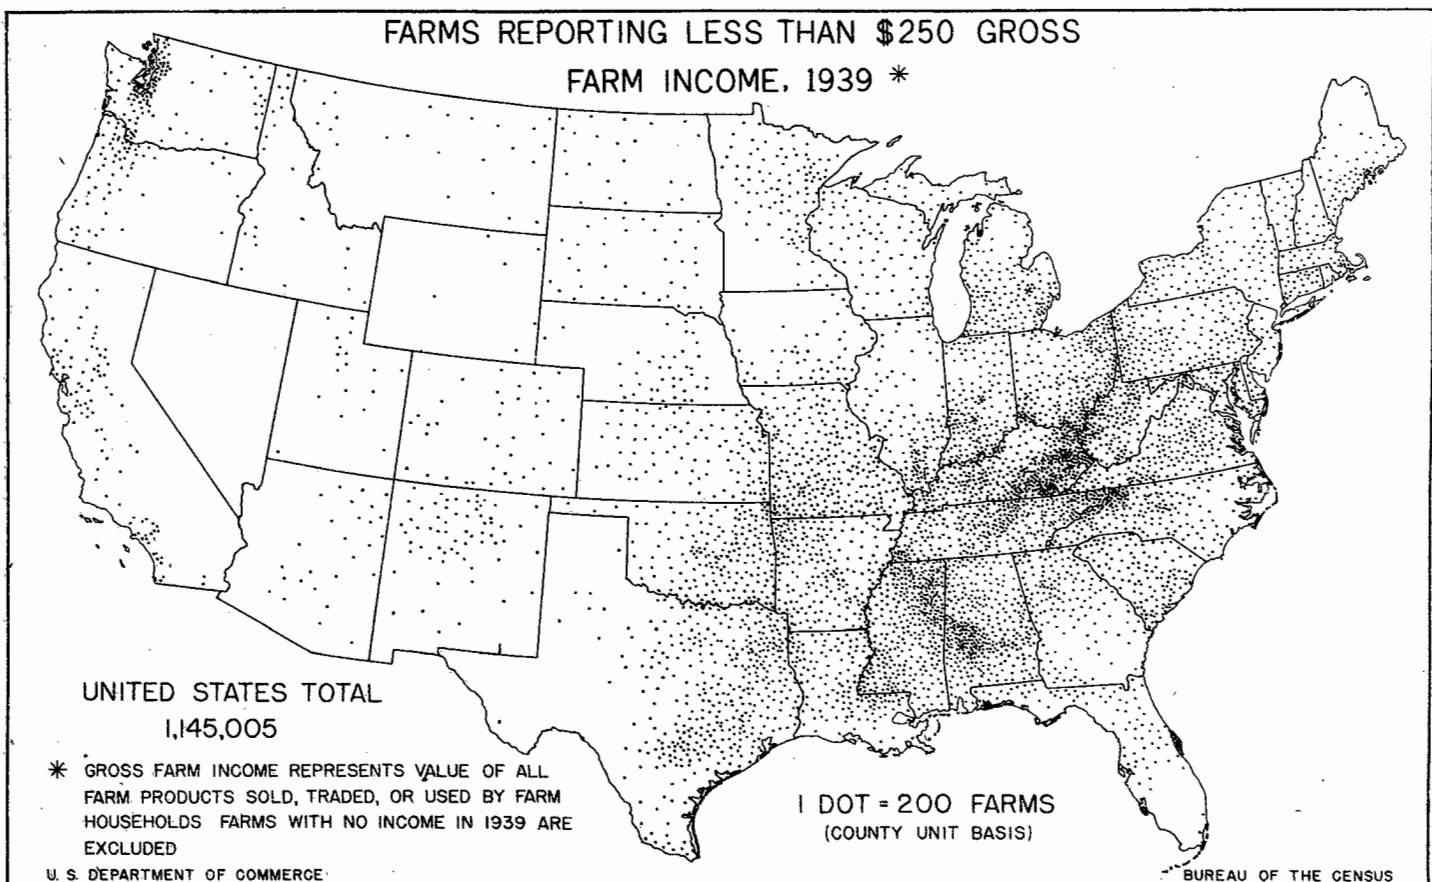 FARMS REPORTING LESS THAN $250 GROSS
FARM INCOME, 1939 *
UNITED STATES TOTAL
1,145,005
* GROSS FARM INCOME REPRESENTS VALUE OF ALL
FARM PRODUCTS SOLD, TRADED, OR USED BY FARM
HOUSEHOLDS FARMS WITH NO INCOME IN 1939 ARE
EXCLUDED
1 DOT = 200 FARMS
(COUNTY UNIT BASIS)
U. S. DEPARTMENT OF COMMERCE
BUREAU OF THE CENSUS